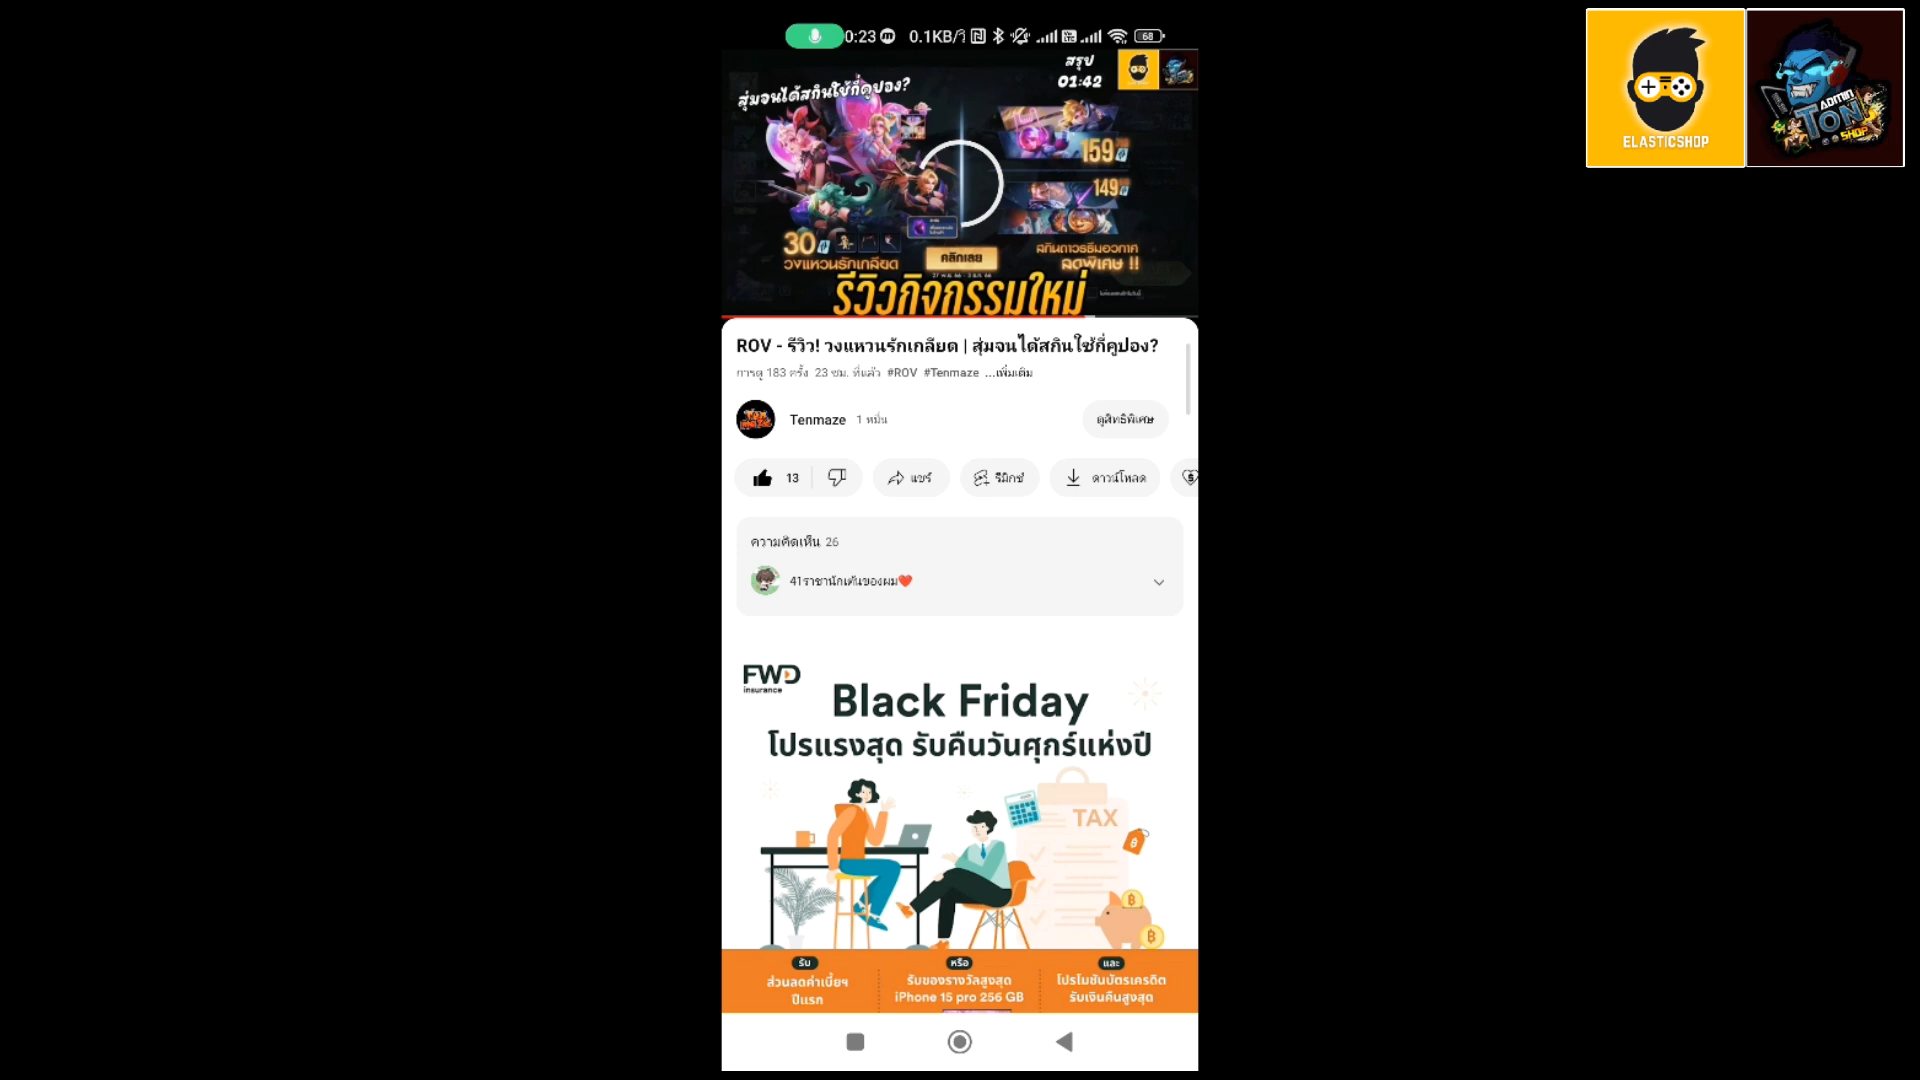 0:23
0.1KB/วิ
68
สรุป
01:42
สุ่มจนได้สกินใช้กี่คูปอง?
159
149
30
วงแหวนรักเกลียด
คลิกเลย
สกินถาวรธีมอวกาศ
ลดพิเศษ !!
รีวิวกิจกรรมใหม่
ELASTICSHOP
ADMIN
TON
SHOP
ROV - รีวิว! วงแหวนรักเกลียด | สุ่มจนได้สกินใช้กี่คูปอง?
การดู 183 ครั้ง 23 ชม. ที่แล้ว #ROV #Tenmaze ...เพิ่มเติม
Tenmaze 1 หมื่น
ดูสิทธิพิเศษ
13
แชร์
รีมิกซ์
ดาวน์โหลด
ความคิดเห็น 26
41ราชานักเต้นของผม❤️
FWD
insurance
Black Friday
โปรแรงสุด รับคืนวันศุกร์แห่งปี
TAX
รับ
ส่วนลดค่าเบี้ยฯ
ปีแรก
หรือ
รับของรางวัลสูงสุด
iPhone 15 pro 256 GB
และ
โปรโมชันบัตรเครดิต
รับเงินคืนสูงสุด